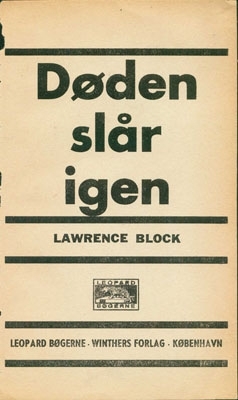 Døden
slår
igen
LAWRENCE BLOCK
LEOPARD
BØGERNE
LEOPARD BØGERNE · WINTHERS FORLAG · KØBENHAVN